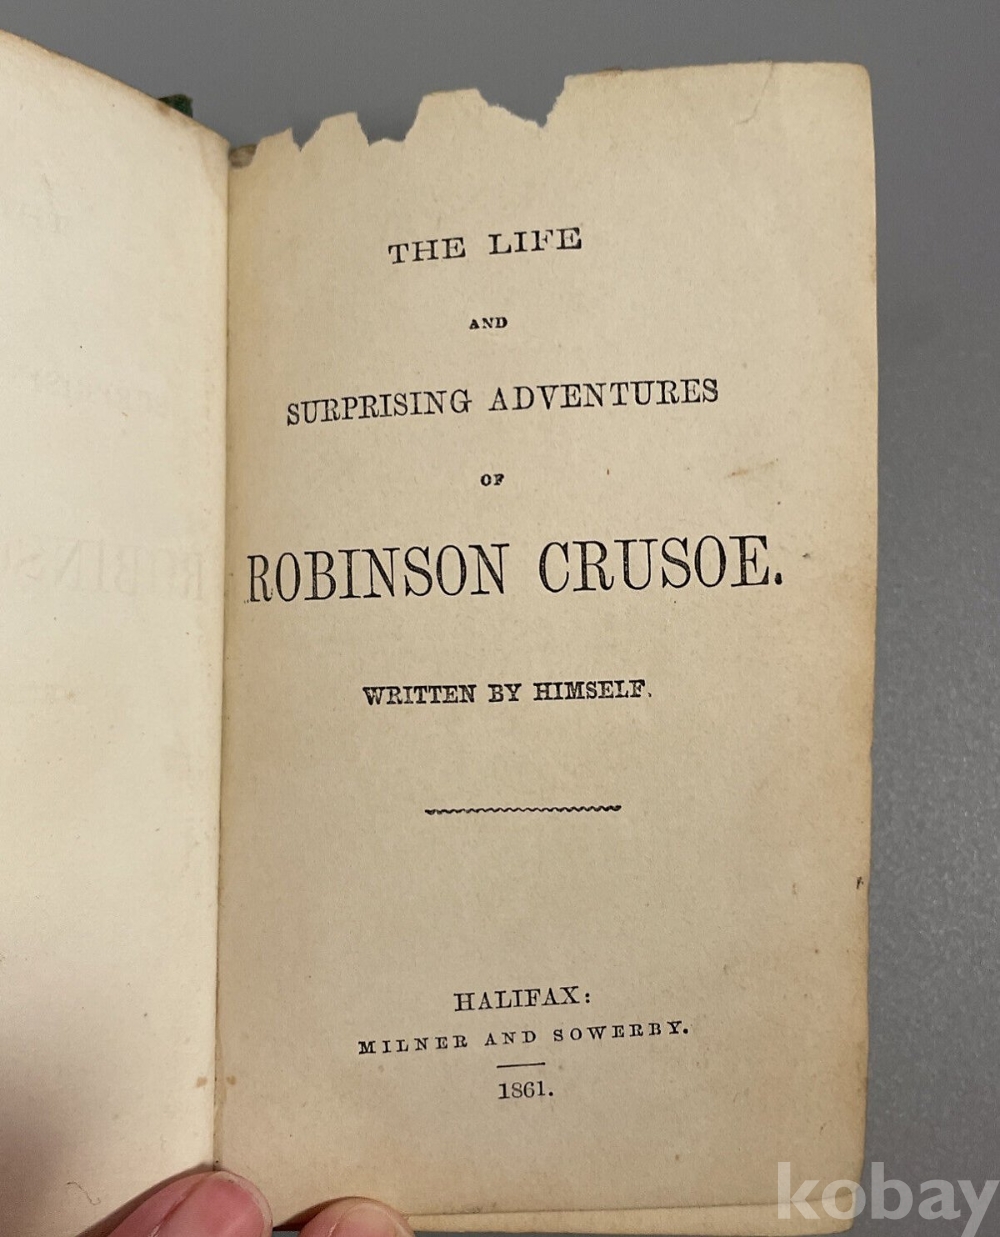 THE LIFE
AND
SURPRISING ADVENTURES
OF
ROBINSON CRUSOE.
WRITTEN BY HIMSELF.
HALIFAX:
MILNER AND SOWERBY.
1861.
kobay